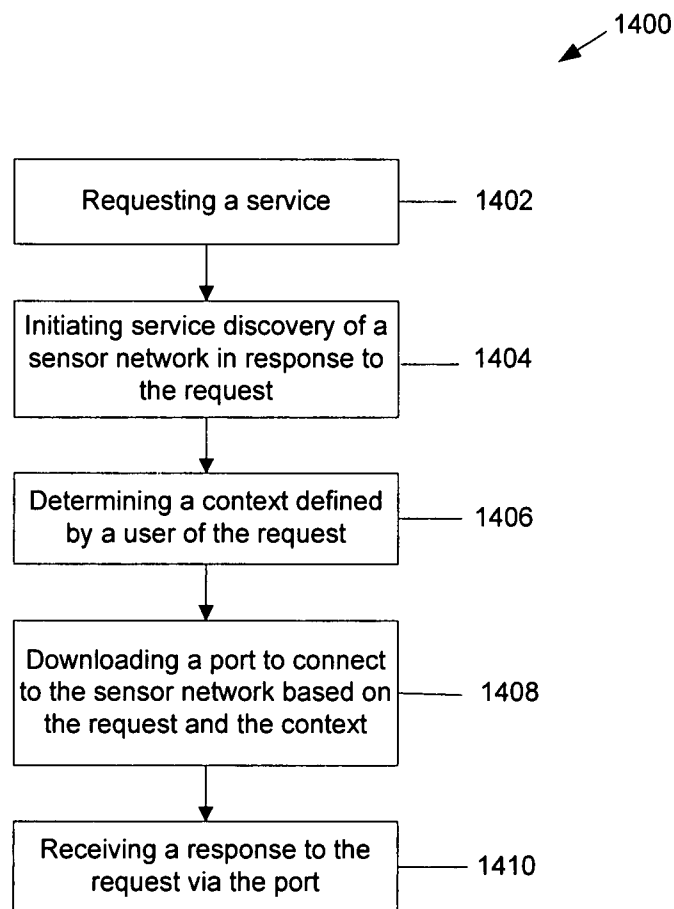 1400
Requesting a service
1402
Initiating service discovery of a
sensor network in response to
the request
1404
Determining a context defined
by a user of the request
1406
Downloading a port to connect
to the sensor network based on
the request and the context
1408
Receiving a response to the
request via the port
1410